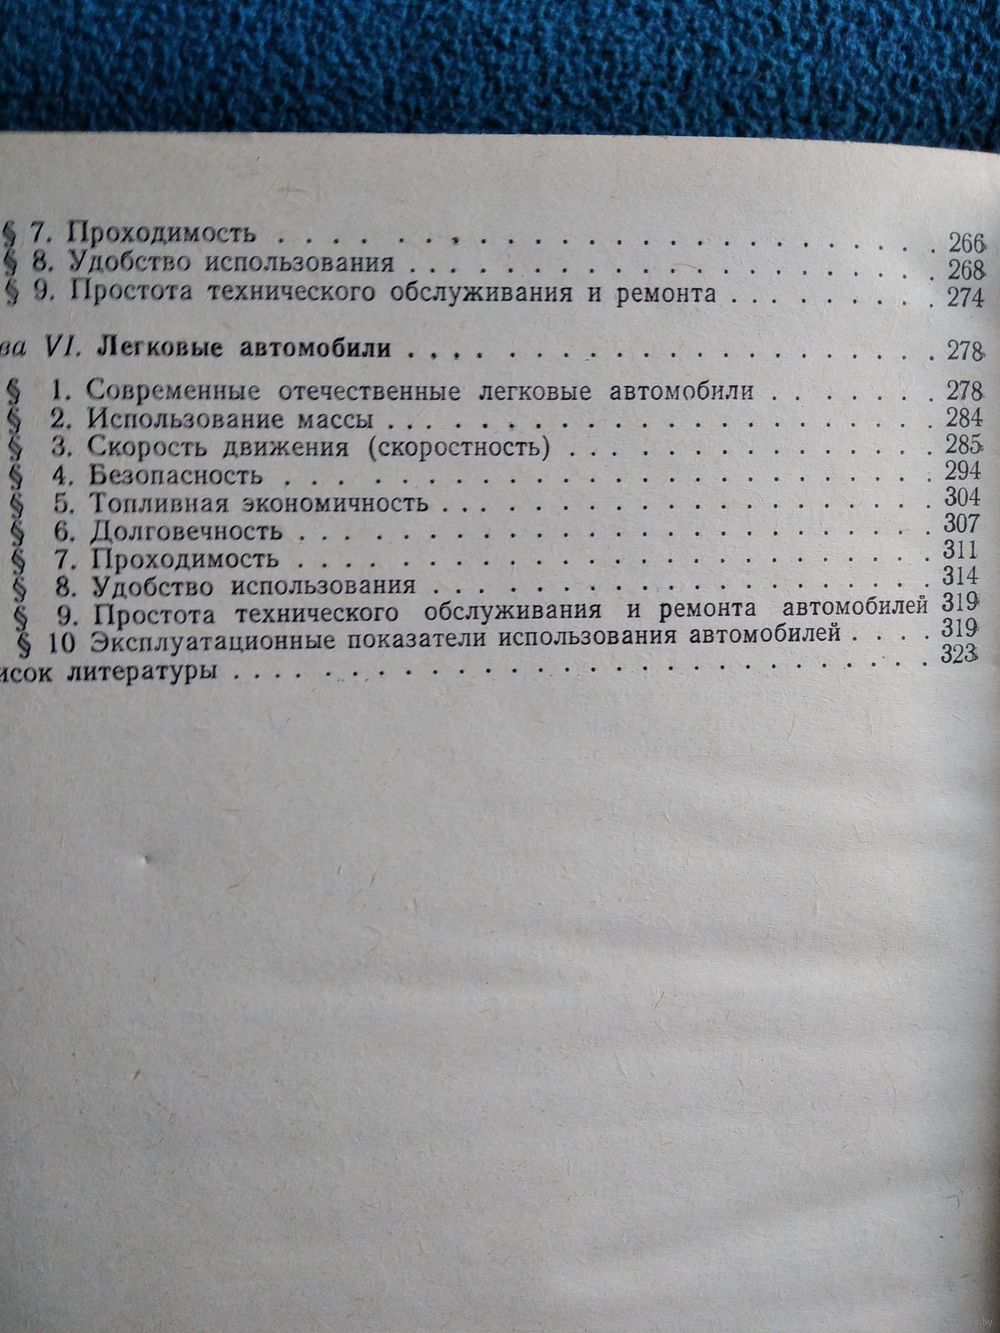 § 7. Проходимость . . . . . . . . . . . . . . . . . . . . . . . 266
§ 8. Удобство использования . . . . . . . . . . . . . . . . . . . . 268
§ 9. Простота технического обслуживания и ремонта . . . . . . . . 274
ва VI. Легковые автомобили . . . . . . . . . . . . . . . . . . . . 278
§ 1. Современные отечественные легковые автомобили . . . . . . . 278
§ 2. Использование массы . . . . . . . . . . . . . . . . . . . . . 284
§ 3. Скорость движения (скоростность) . . . . . . . . . . . . . . 285
§ 4. Безопасность . . . . . . . . . . . . . . . . . . . . . . . . 294
§ 5. Топливная экономичность . . . . . . . . . . . . . . . . . . . 304
§ 6. Долговечность . . . . . . . . . . . . . . . . . . . . . . . . 307
§ 7. Проходимость . . . . . . . . . . . . . . . . . . . . . . . . 311
§ 8. Удобство использования . . . . . . . . . . . . . . . . . . . 314
§ 9. Простота технического обслуживания и ремонта автомобилей 319
§ 10 Эксплуатационные показатели использования автомобилей . . . . 319
исок литературы . . . . . . . . . . . . . . . . . . . . . . . . . 323